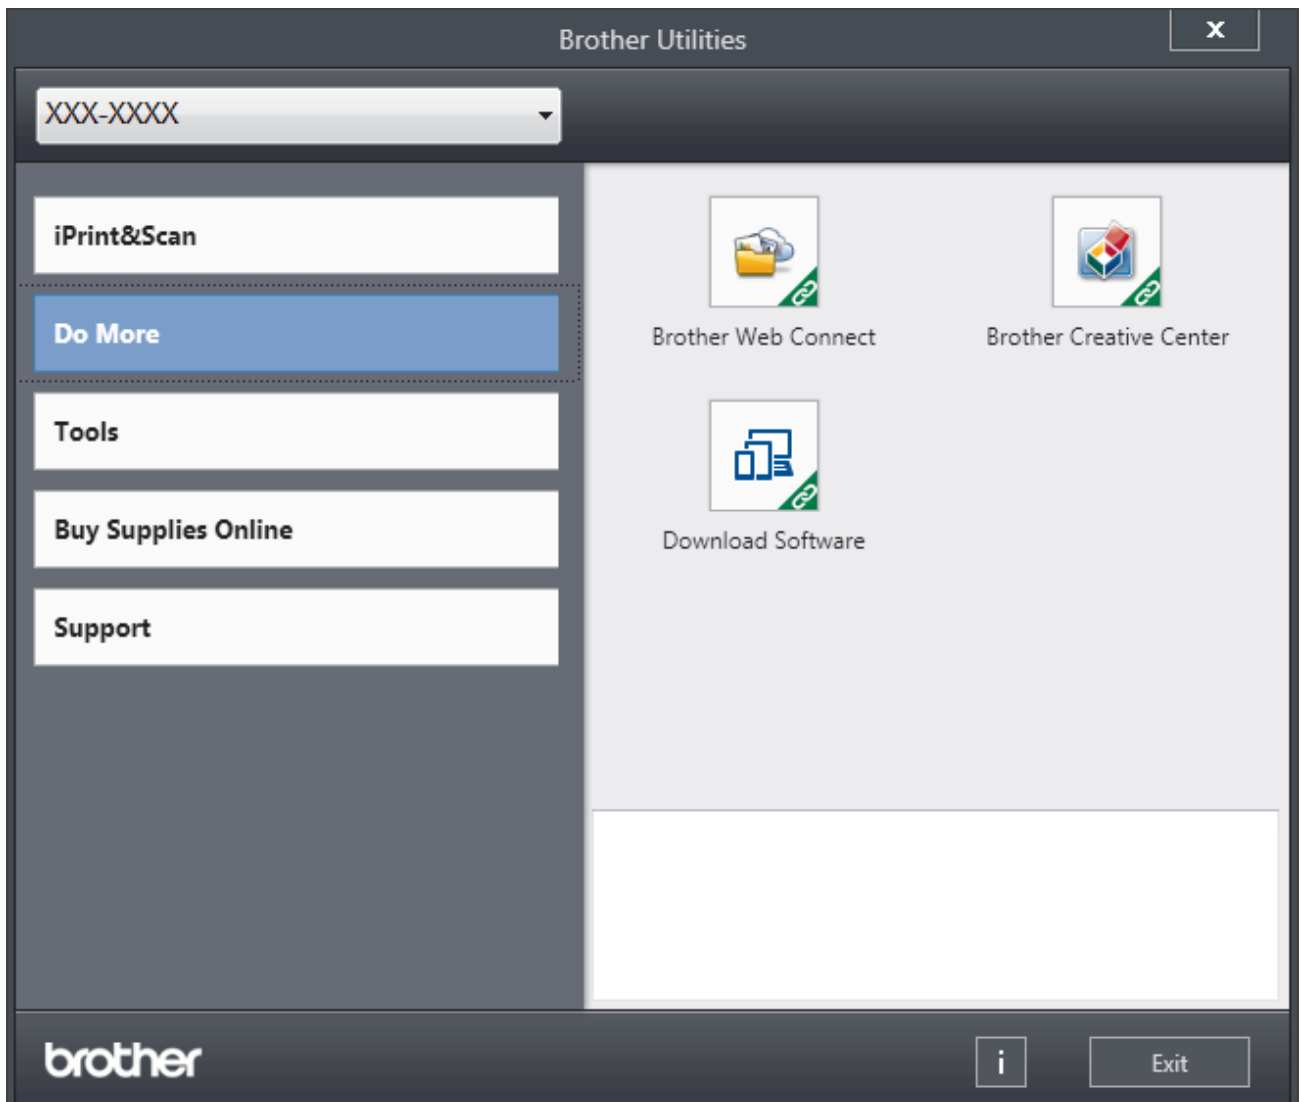 Brother Utilities
X
XXX-XXXX
iPrint&Scan
Do More
Tools
Buy Supplies Online
Support
Brother Web Connect
Brother Creative Center
Download Software
brother
i
Exit